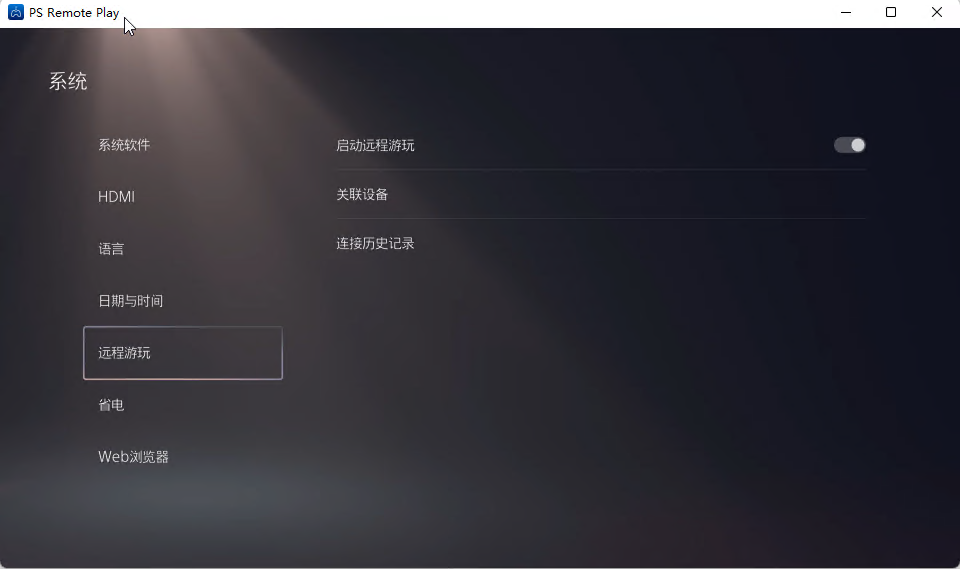 PS Remote Play
系统
系统软件
HDMI
语言
日期与时间
远程游玩
省电
Web浏览器
启动远程游玩
关联设备
连接历史记录